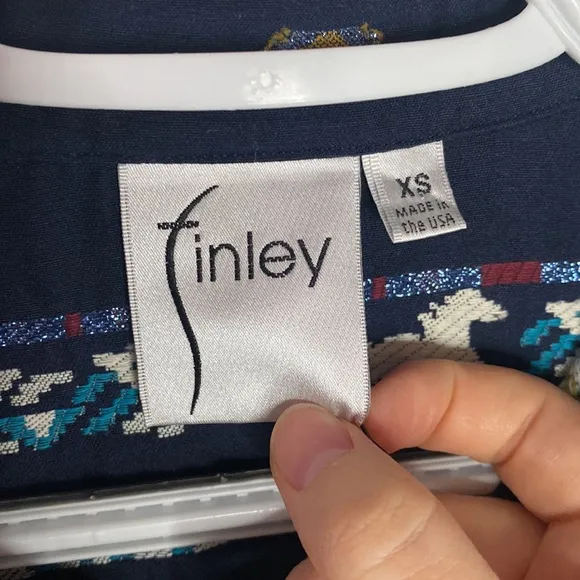 finley
XS
MADE in
the USA